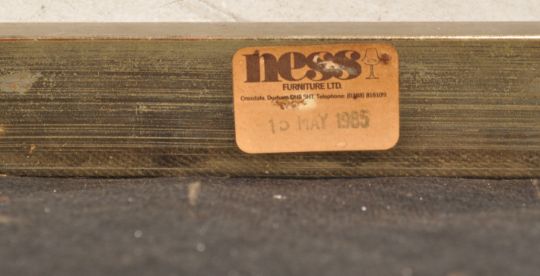 ness
FURNITURE LTD.
Croxdale, Durham DH6 5HT. Telephone: (0388) 816109
15 MAY 1985